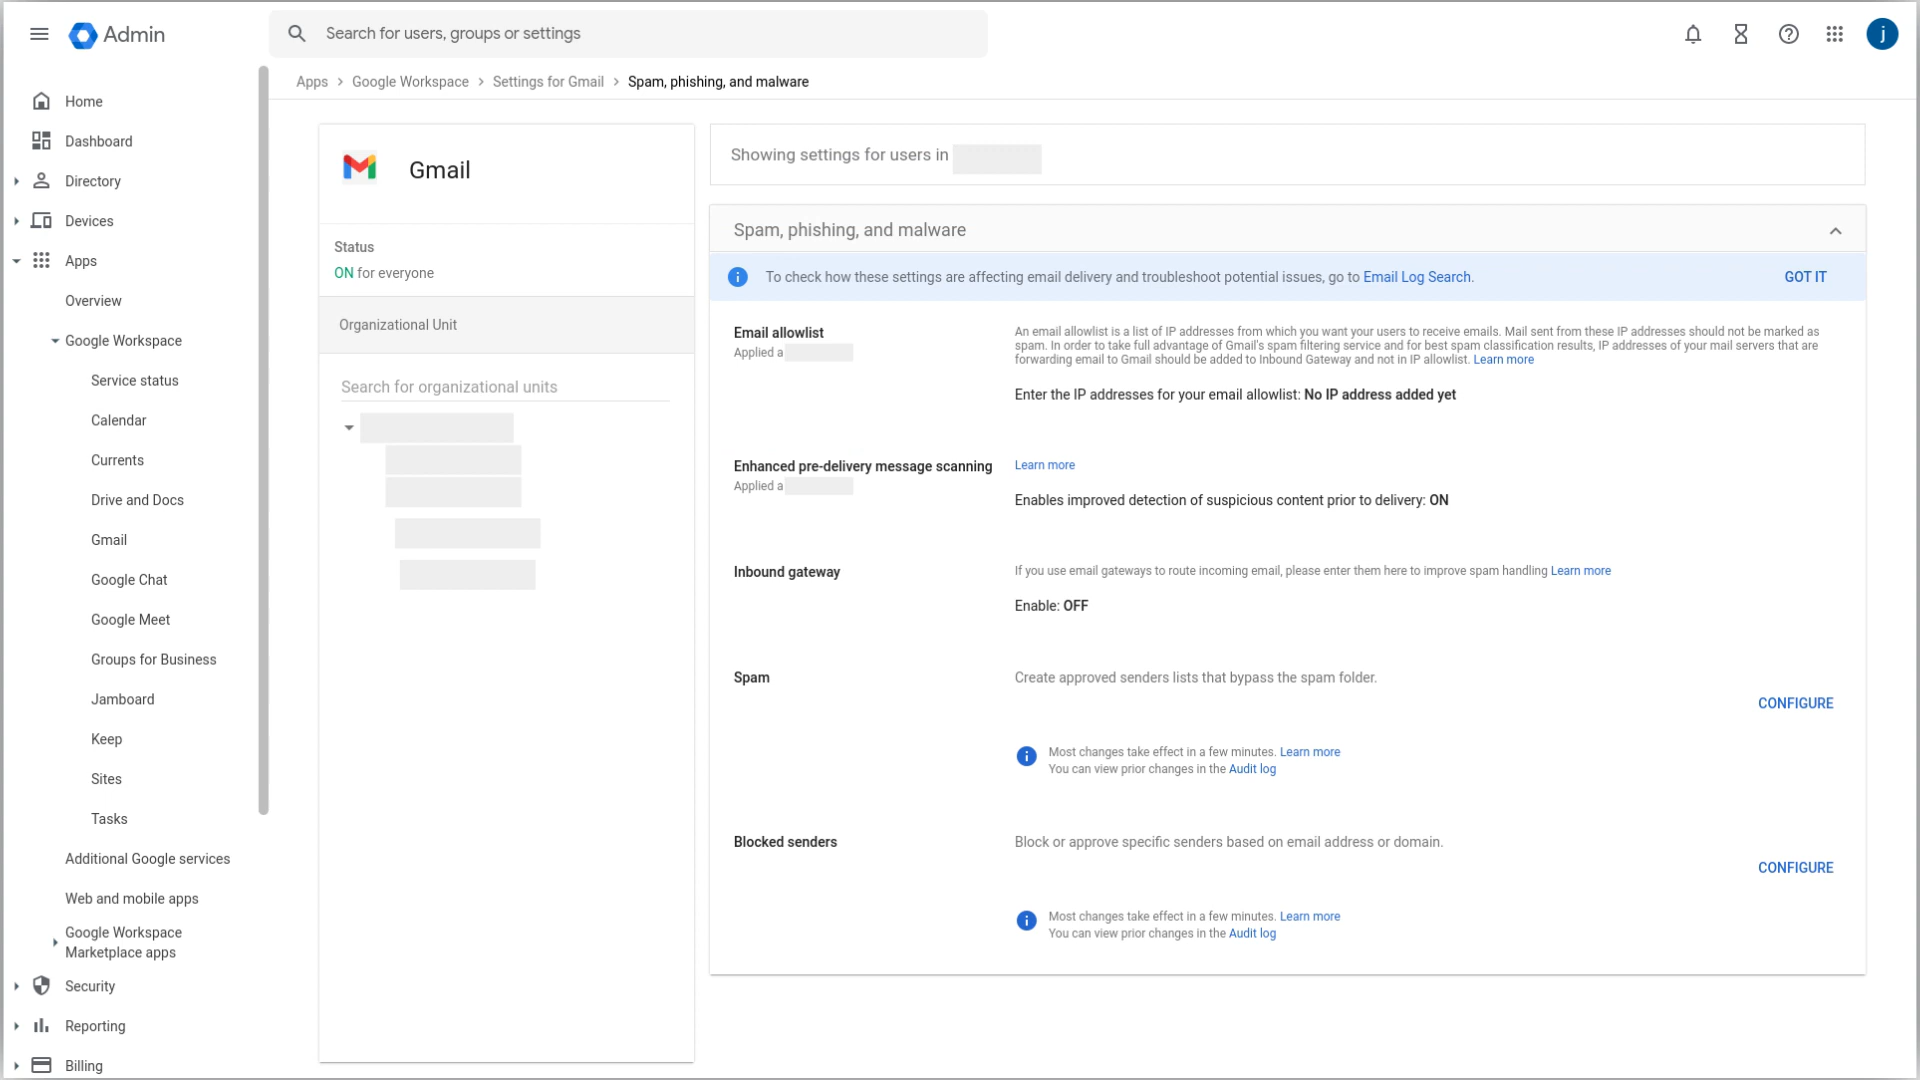 Admin
Search for users, groups or settings
j
Apps > Google Workspace > Settings for Gmail > Spam, phishing, and malware
Home
Dashboard
Directory
Devices
Apps
Overview
Google Workspace
Service status
Calendar
Currents
Drive and Docs
Gmail
Google Chat
Google Meet
Groups for Business
Jamboard
Keep
Sites
Tasks
Additional Google services
Web and mobile apps
Google Workspace
Marketplace apps
Security
Reporting
Billing
Gmail
Status
ON for everyone
Organizational Unit
Search for organizational units
Showing settings for users in
Spam, phishing, and malware
To check how these settings are affecting email delivery and troubleshoot potential issues, go to Email Log Search.
GOT IT
Email allowlist
Applied a
An email allowlist is a list of IP addresses from which you want your users to receive emails. Mail sent from these IP addresses should not be marked as
spam. In order to take full advantage of Gmail's spam filtering service and for best spam classification results, IP addresses of your mail servers that are
forwarding email to Gmail should be added to Inbound Gateway and not in IP allowlist. Learn more
Enter the IP addresses for your email allowlist: No IP address added yet
Enhanced pre-delivery message scanning
Applied a
Learn more
Enables improved detection of suspicious content prior to delivery: ON
Inbound gateway
If you use email gateways to route incoming email, please enter them here to improve spam handling Learn more
Enable: OFF
Spam
Create approved senders lists that bypass the spam folder.
CONFIGURE
Most changes take effect in a few minutes. Learn more
You can view prior changes in the Audit log
Blocked senders
Block or approve specific senders based on email address or domain.
CONFIGURE
Most changes take effect in a few minutes. Learn more
You can view prior changes in the Audit log